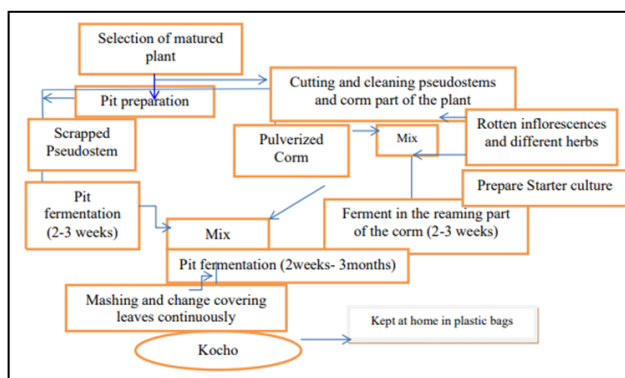 Selection of matured
plant
Cutting and cleaning pseudostems
and corm part of the plant
Pit preparation
Rotten inflorescences
and different herbs
Scrapped
Pseudostem
Pulverized
Corm
Mix
Prepare Starter culture
Pit
fermentation
(2-3 weeks)
Ferment in the reaming part
of the corm (2-3 weeks)
Mix
Pit fermentation (2weeks- 3months)
Mashing and change covering
leaves continuously
Kept at home in plastic bags
Kocho